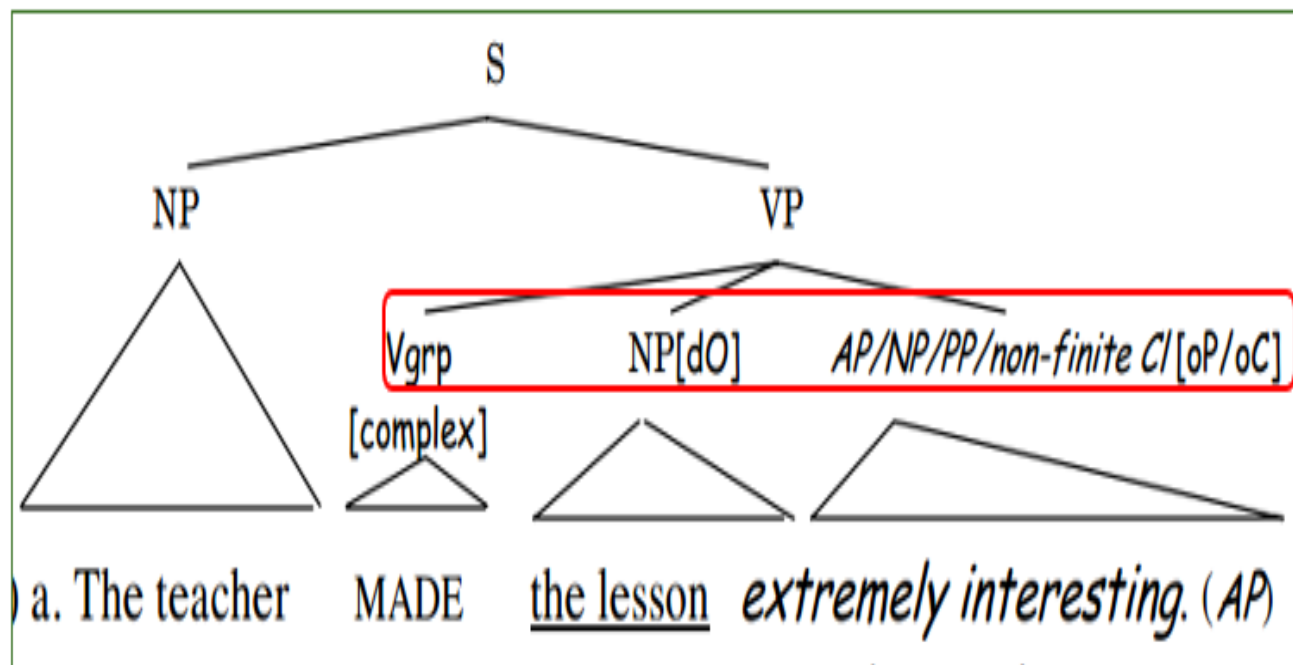 S
NP VP
Vgrp NP[dO] AP/NP/PP/non-finite Cl [oP/oC]
[complex]
) a. The teacher MADE the lesson extremely interesting. (AP)